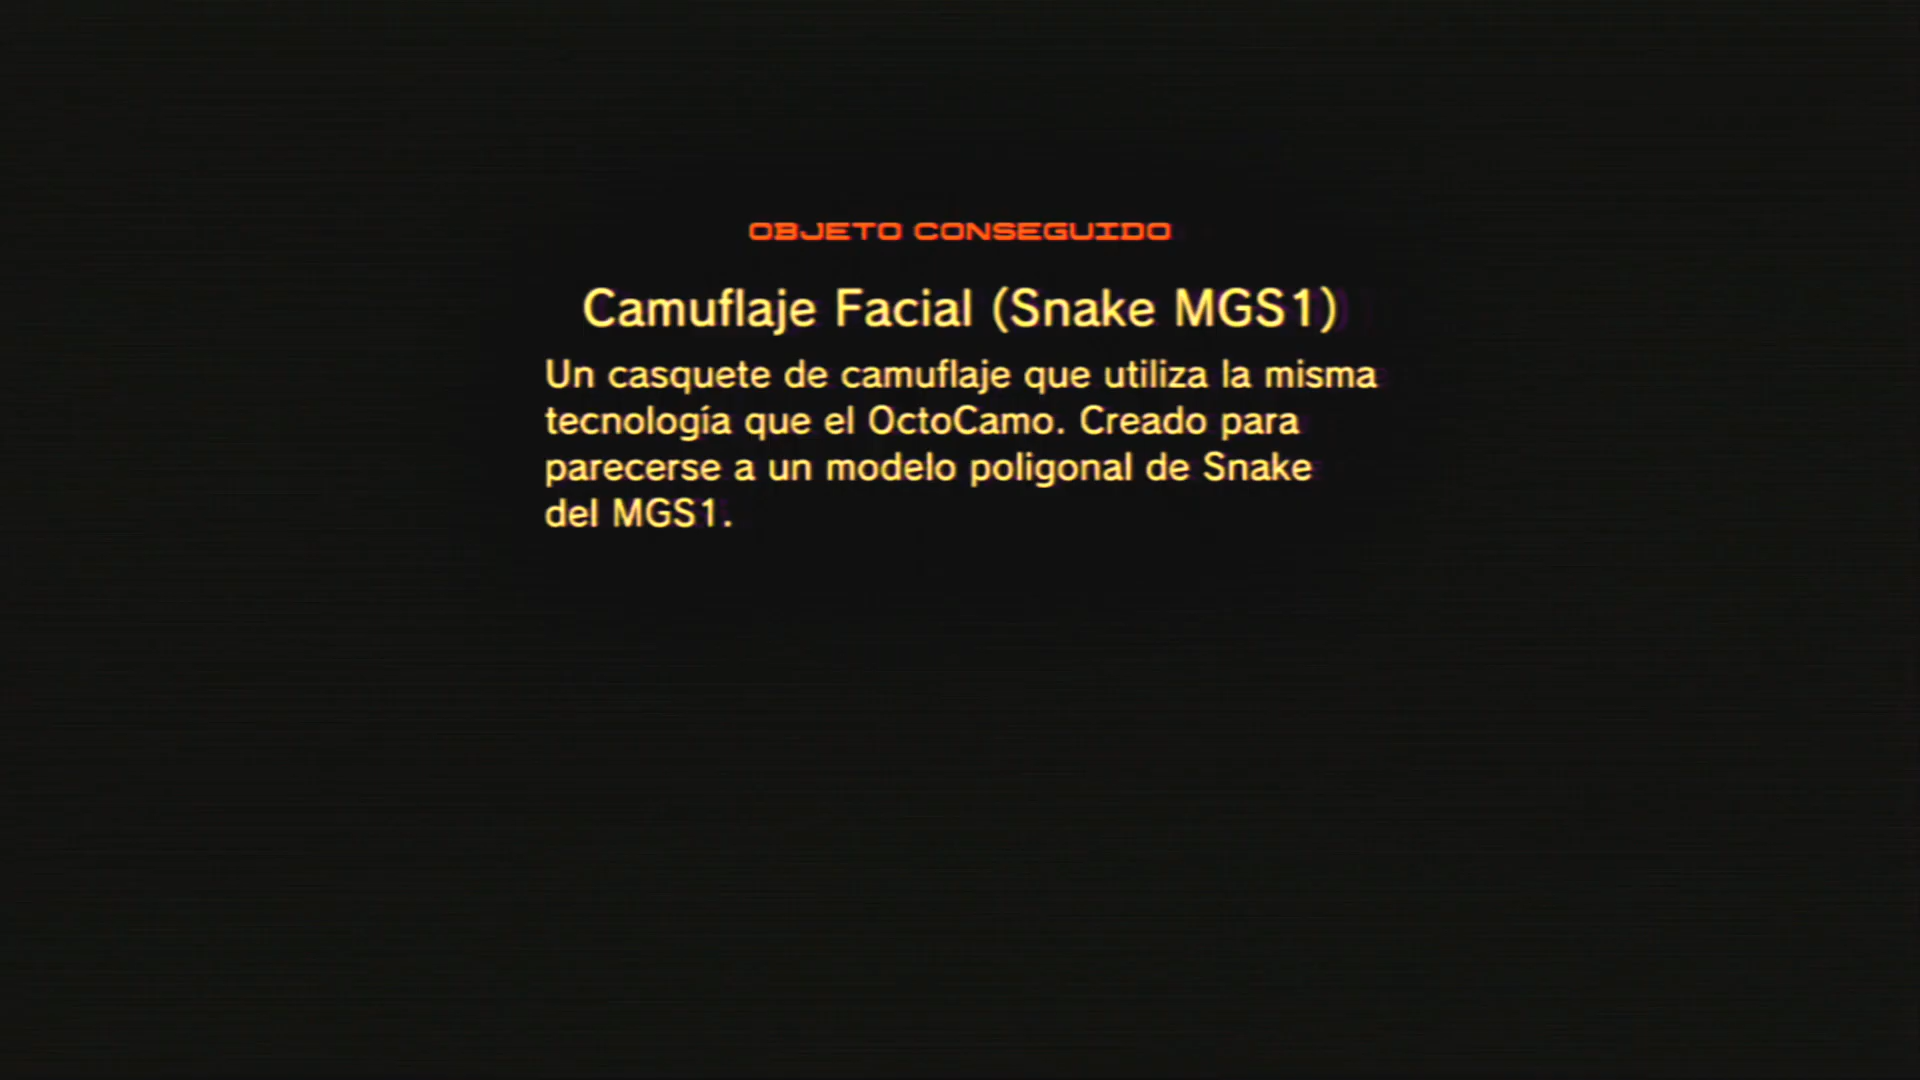 OBJETO CONSEGUIDO
Camuflaje Facial (Snake MGS1)
Un casquete de camuflaje que utiliza la misma
tecnología que el OctoCamo. Creado para
parecerse a un modelo poligonal de Snake
del MGS1.